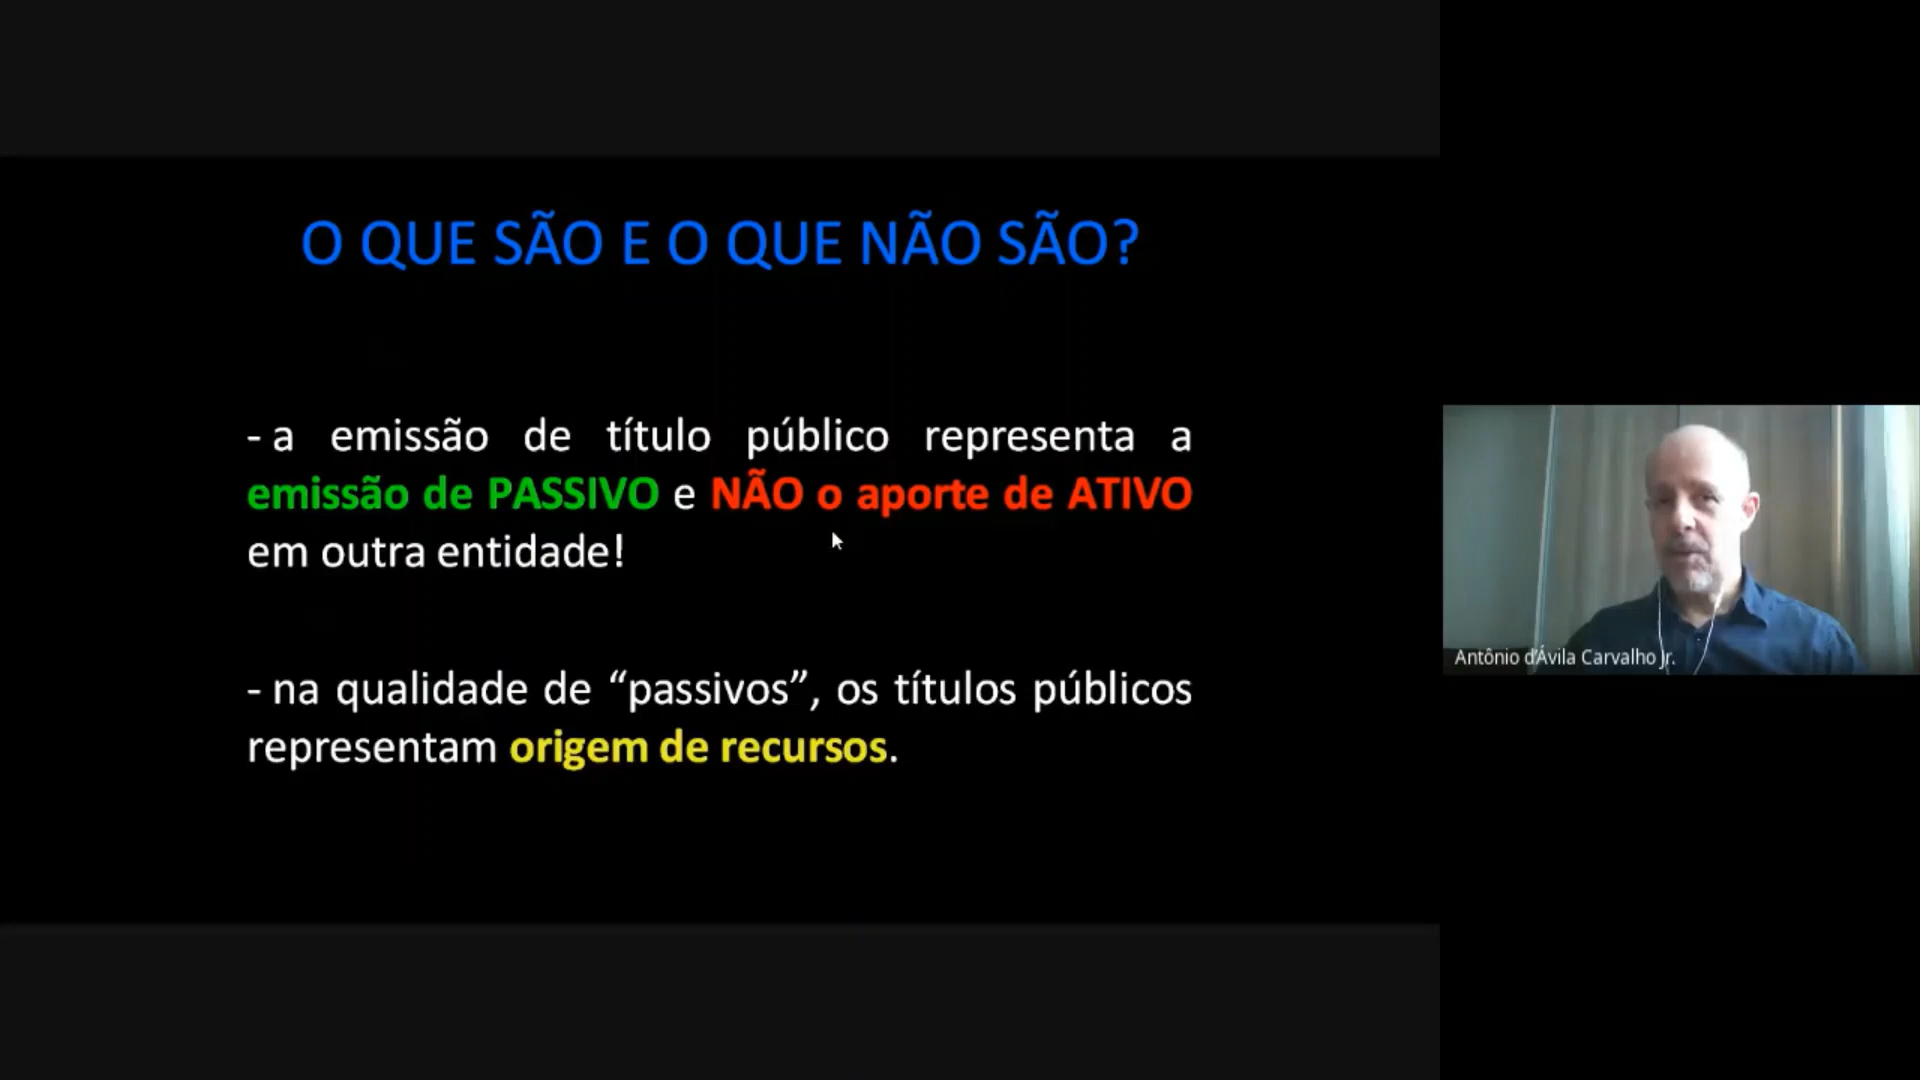 O QUE SÃO E O QUE NÃO SÃO?
- a emissão de título público representa a
emissão de PASSIVO e NÃO o aporte de ATIVO
em outra entidade!
- na qualidade de “passivos”, os títulos públicos
representam origem de recursos.
Antônio d'Ávila Carvalho Jr.